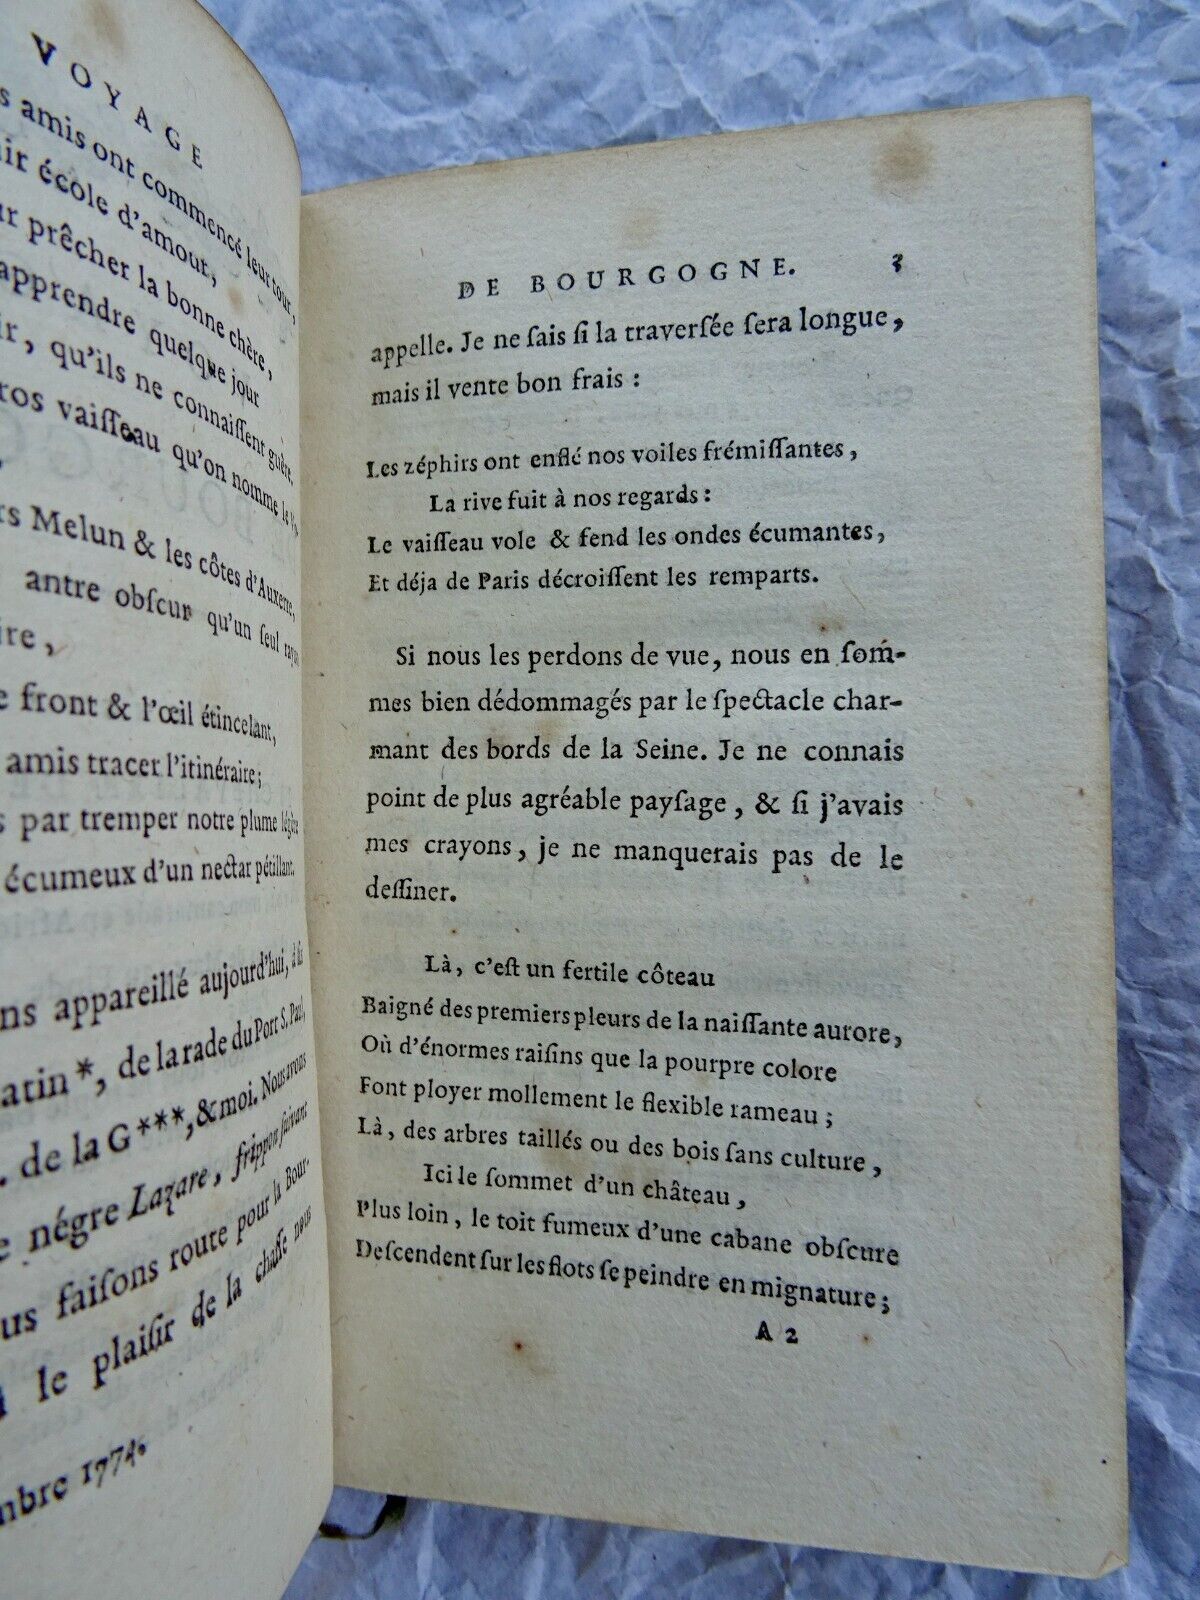 VOYAGE
amis ont commencé leur tour,
école d'amout,
prêcher la bonne chère,
apprendre quelque jour
, qu'ils ne connaiſſent guère.
vaiſſeau qu'on nomme le
Melun & les côtes d'Auxerre,
antre obſcur qu'un ſeul rayon
front & l'œil étincelant,
amis tracer l'itinéraire;
par tremper notre plume légère
écumeux d'un nectar pétillant.
appareillé aujourd'hui, à ſix
*, de la rade du Port S. Paul,
de la G***, & moi. Nous avons
négre Lazare, frippon ſuivant
faiſons route pour la Bour-
le plaiſir de la chaſſe nous
1774.
DE BOURGOGNE. 3
appelle. Je ne ſais ſi la traverſée ſera longue,
mais il vente bon frais :
Les zéphirs ont enflé nos voiles frémiſſantes,
La rive fuit à nos regards :
Le vaiſſeau vole & fend les ondes écumantes,
Et déja de Paris décroiſſent les remparts.
Si nous les perdons de vue, nous en ſom-
mes bien dédommagés par le ſpectacle char-
mant des bords de la Seine. Je ne connais
point de plus agréable payſage, & ſi j'avais
mes crayons, je ne manquerais pas de le
deſſiner.
Là, c'eſt un fertile côteau
Baigné des premiers pleurs de la naiſſante aurore,
Où d'énormes raiſins que la pourpre colore
Font ployer mollement le flexible rameau ;
Là, des arbres taillés ou des bois ſans culture,
Ici le ſommet d'un château,
Plus loin, le toit fumeux d'une cabane obſcure
Deſcendent ſur les flots ſe peindre en mignature ;
A 2